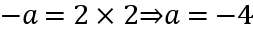 −a = 2 × 2⇒a = −4